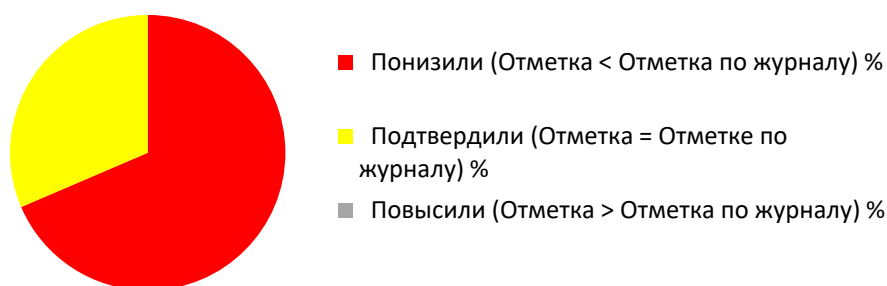 Понизили (Отметка < Отметка по журналу) %
Подтвердили (Отметка = Отметке по
журналу) %
Повысили (Отметка > Отметка по журналу) %